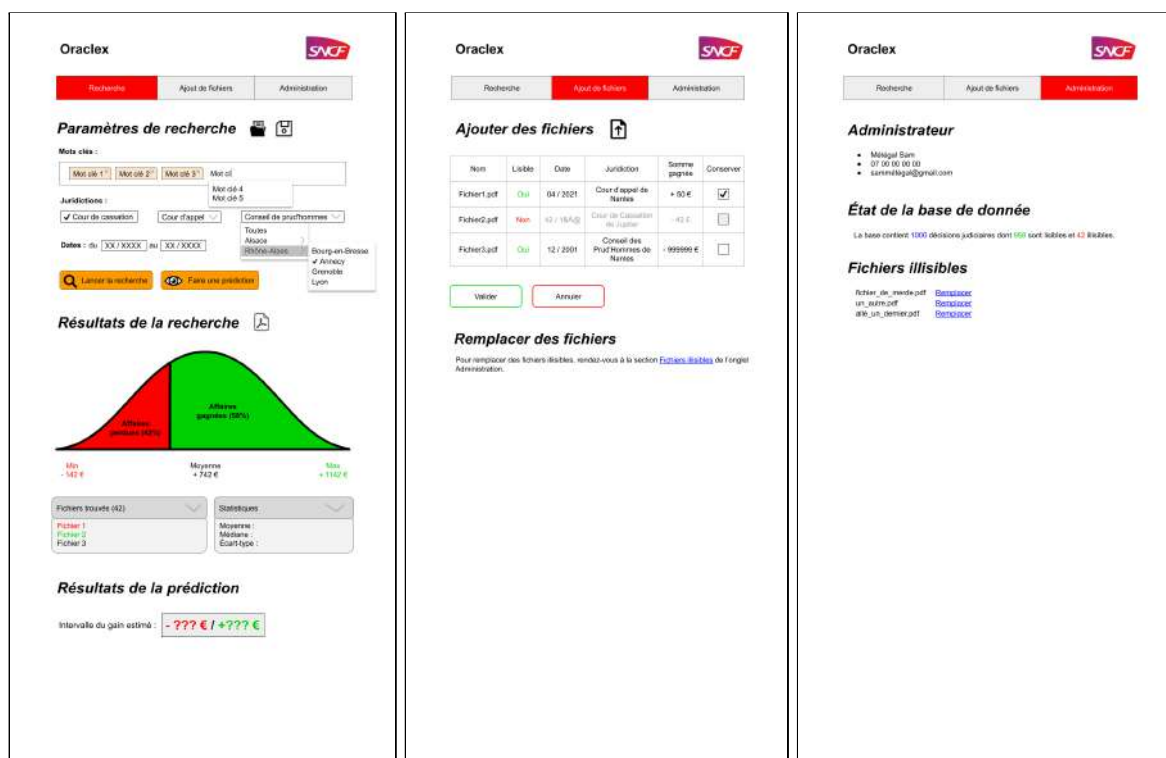 Oraclex
SNCF
Recherche Ajout de fichiers Administration
Paramètres de recherche
Mots clés :
Mot clé 1 Mot clé 2 Mot clé 3 Mot cl
Mot clé 4
Mot clé 5
Juridictions :
Cour de cassation Cour d'appel Conseil de prud'hommes
Toutes
Alsace
Rhône-Alpes
Bourg-en-Bresse
Annecy
Grenoble
Lyon
Dates : du XX / XXXX au XX / XXXX
Lancer la recherche Faire une prédiction
Résultats de la recherche
Affaires
perdues (42%)
Affaires
gagnées (58%)
Min Moyenne Max
- 142 € + 742 € + 1142 €
Fichiers trouvés (42) Statistiques
Fichier 1 Moyenne :
Fichier 2 Médiane :
Fichier 3 Écart-type :
Résultats de la prédiction
Intervalle du gain estimé : - ??? € / +??? €
Oraclex
SNCF
Recherche Ajout de fichiers Administration
Ajouter des fichiers
Nom Lisible Date Juridiction Somme gagnée Conserver
Fichier1.pdf Oui 04 / 2021 Cour d'appel de Nantes + 50 €
Fichier2.pdf Non Cour de Cassation de Jupiter - 42 €
Fichier3.pdf Oui 12 / 2001 Conseil des Prud'Hommes de Nantes - 999999 €
Valider Annuler
Remplacer des fichiers
Pour remplacer des fichiers illisibles, rendez-vous à la section Fichiers illisibles de l'onglet
Administration.
Oraclex
SNCF
Recherche Ajout de fichiers Administration
Administrateur
Mélégal Sam
07 00 00 00 00
sammélégal@gmail.com
État de la base de donnée
La base contient 1000 décisions judiciaires dont 958 sont lisibles et 42 illisibles.
Fichiers illisibles
fichier_de_merde.pdf Remplacer
un_autre.pdf Remplacer
allé_un_dernier.pdf Remplacer